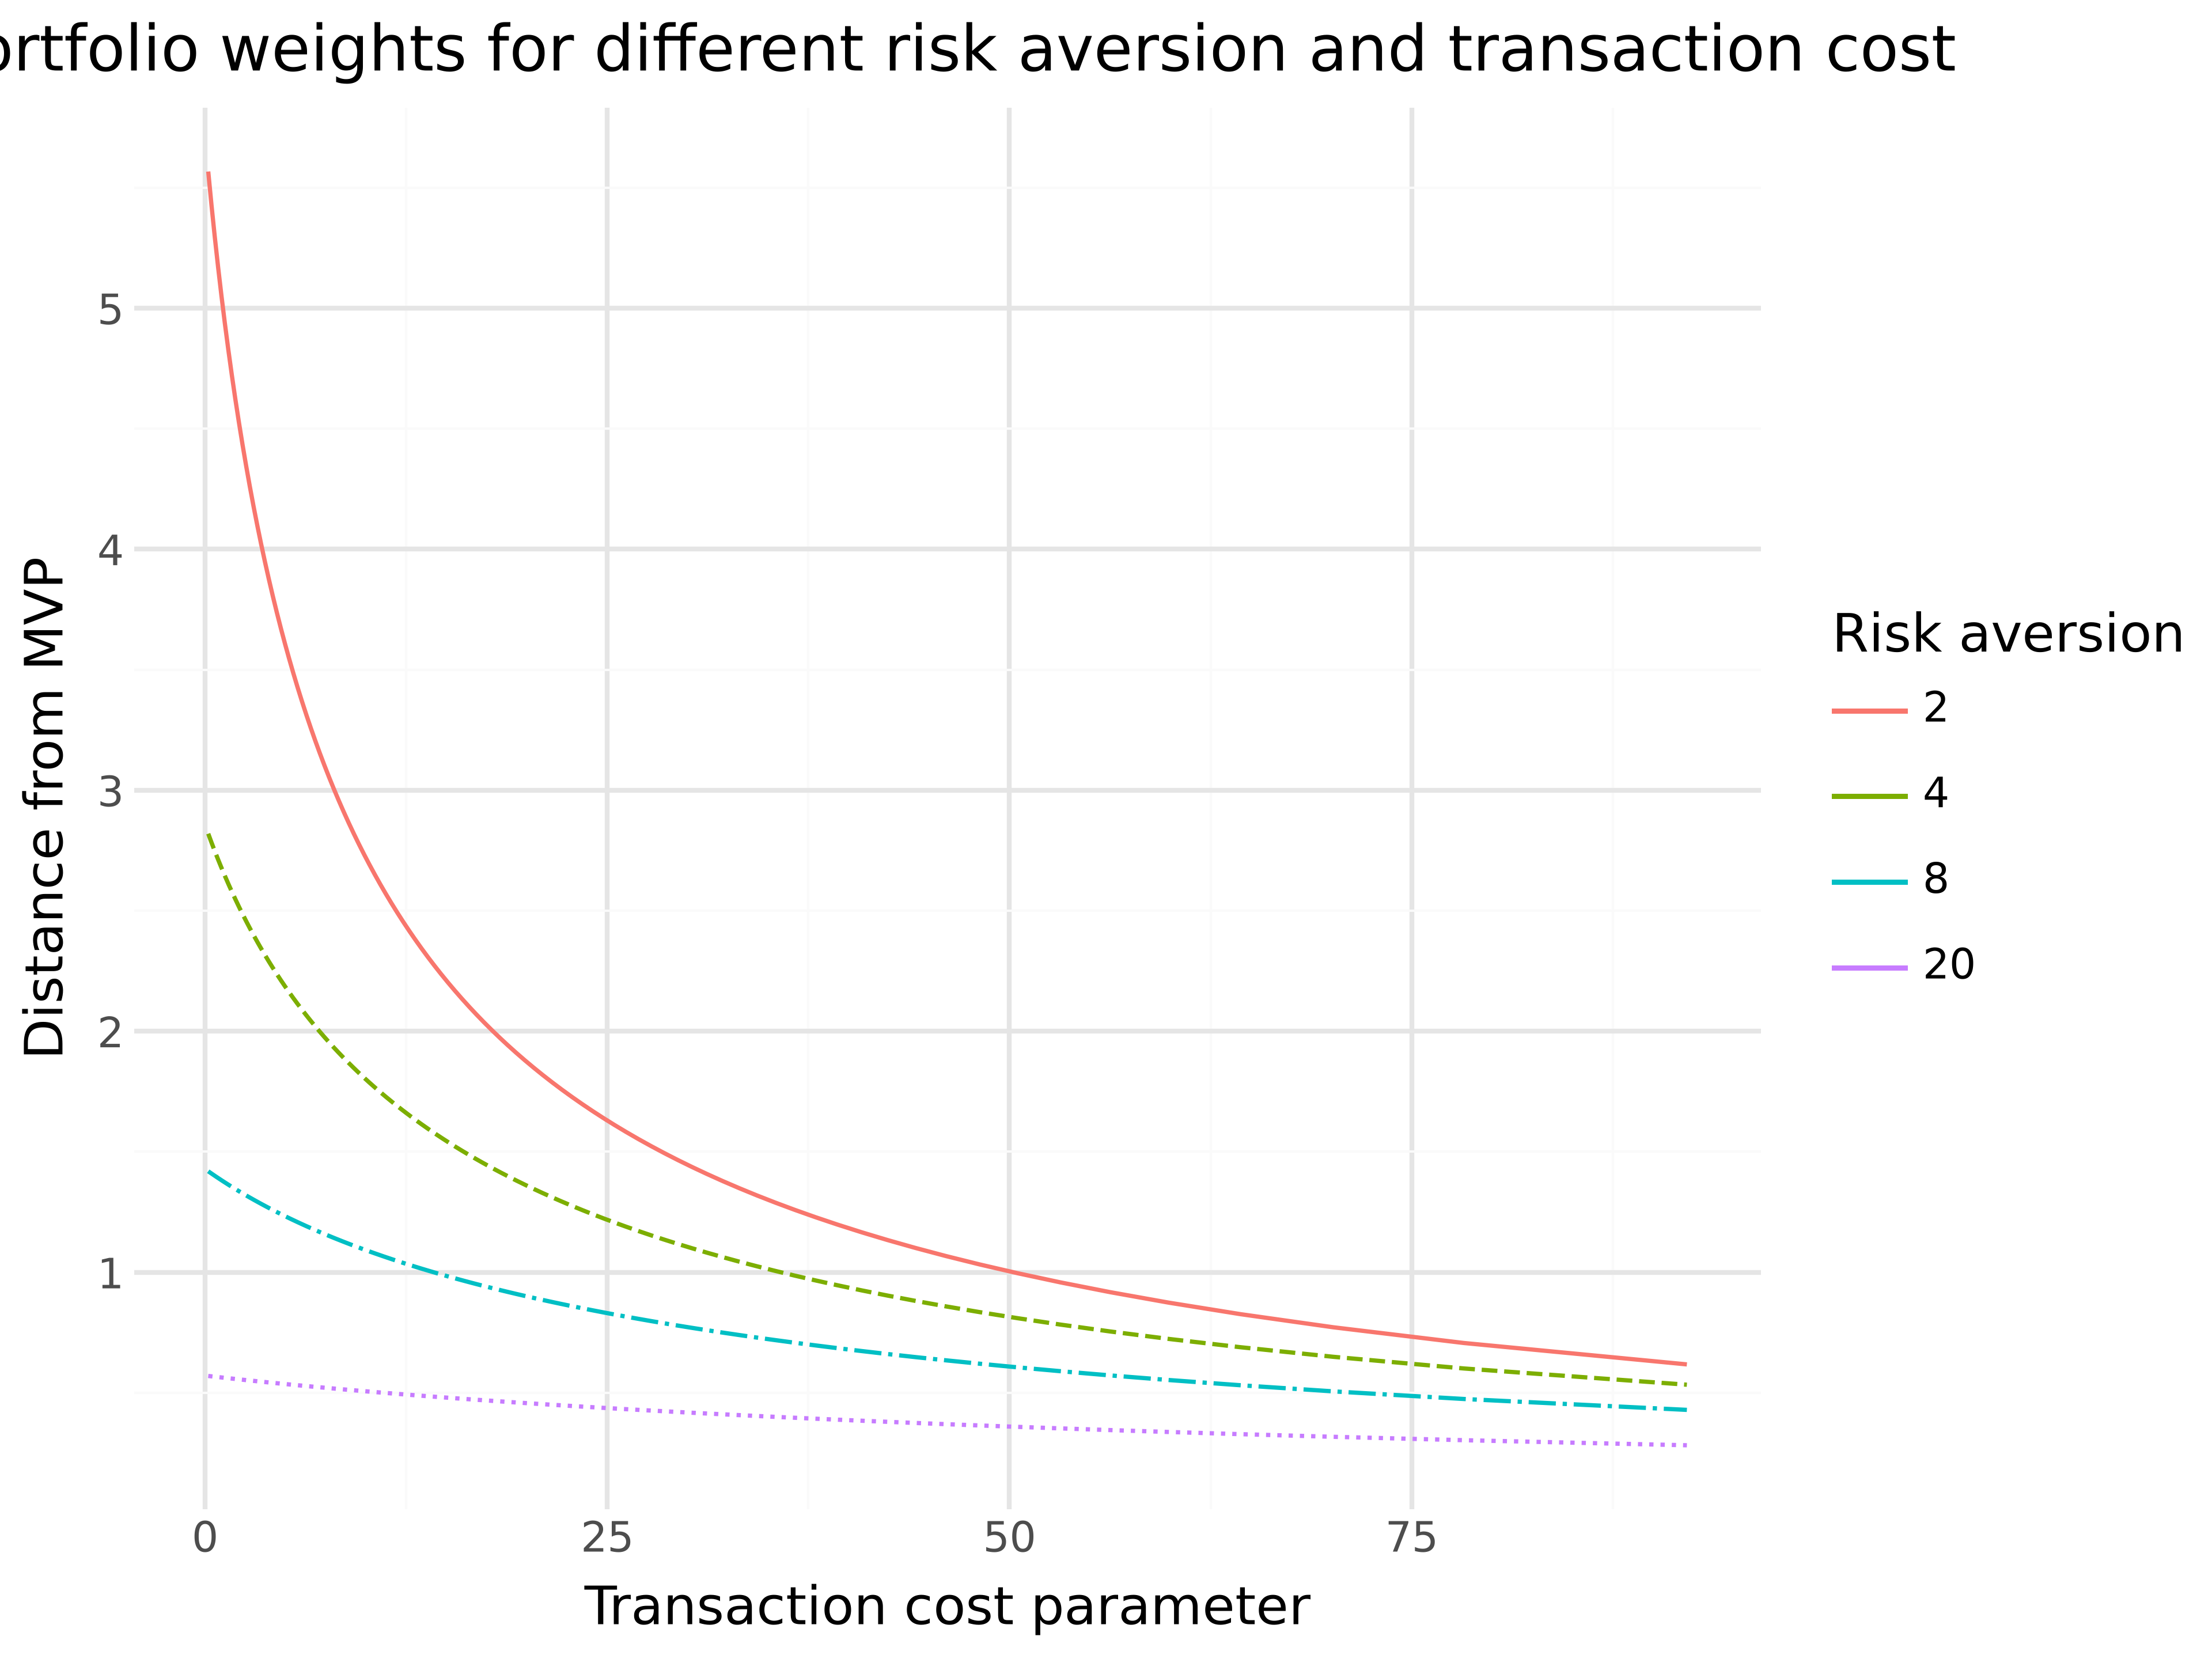 ortfolio weights for different risk aversion and transaction cost
5
4
3
2
1
Distance from MVP
0 25 50 75
Transaction cost parameter
Risk aversion
2
4
8
20